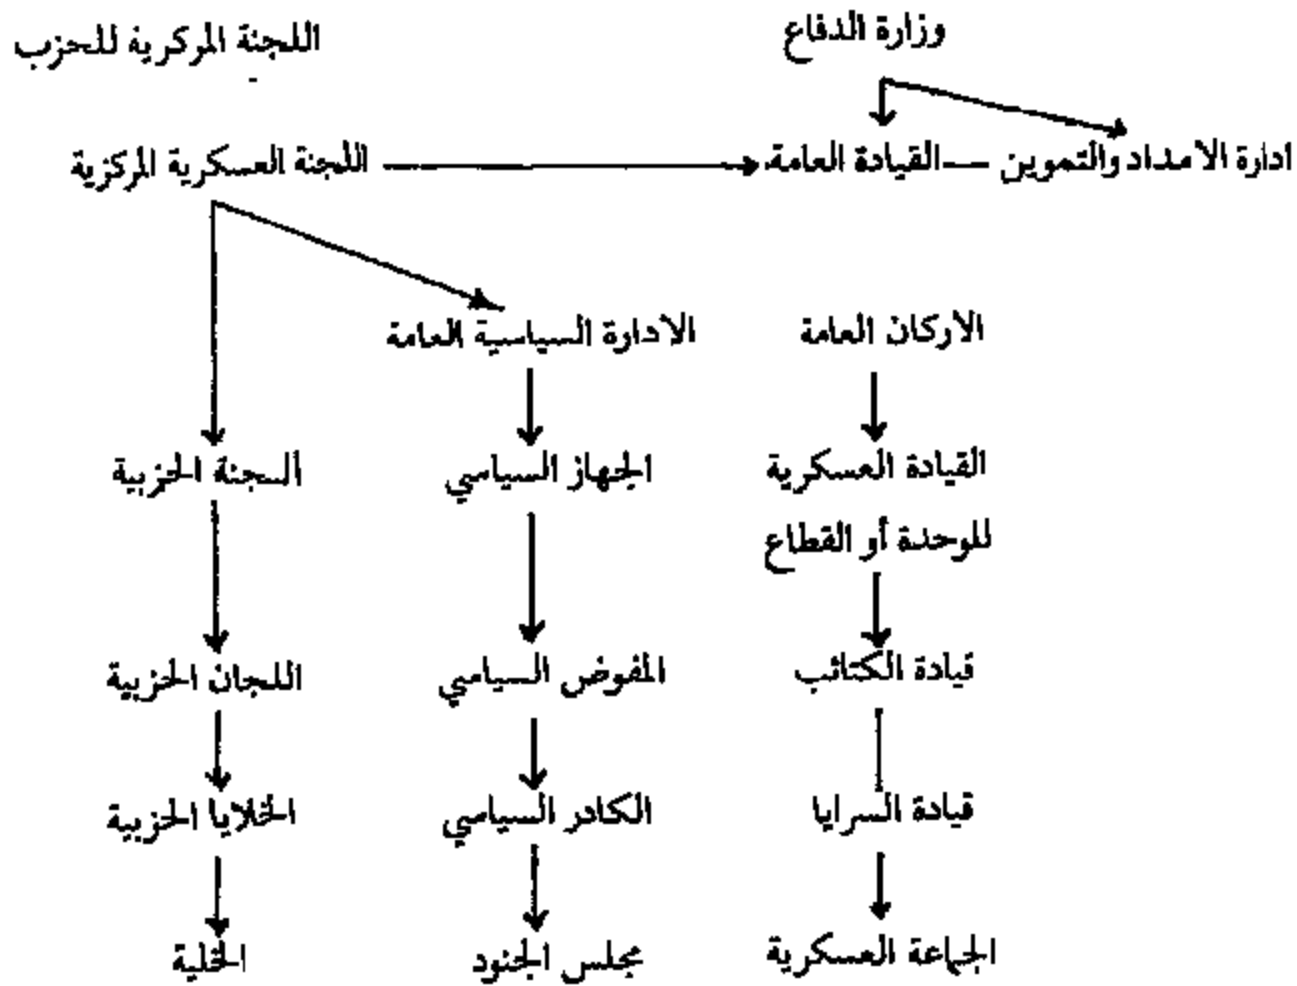 وزارة الدفاع
اللجنة المركزية للحزب
ادارة الامداد والتموين
القيادة العامة
اللجنة العسكرية المركزية
الاركان العامة
الادارة السياسية العامة
القيادة العسكرية
للوحدة أو القطاع
الجهاز السياسي
اللجنة الحزبية
قيادة الكتائب
المفوض السياسي
اللجان الحزبية
قيادة السرايا
الكادر السياسي
الخلايا الحزبية
الجماعة العسكرية
مجلس الجنود
الخلية